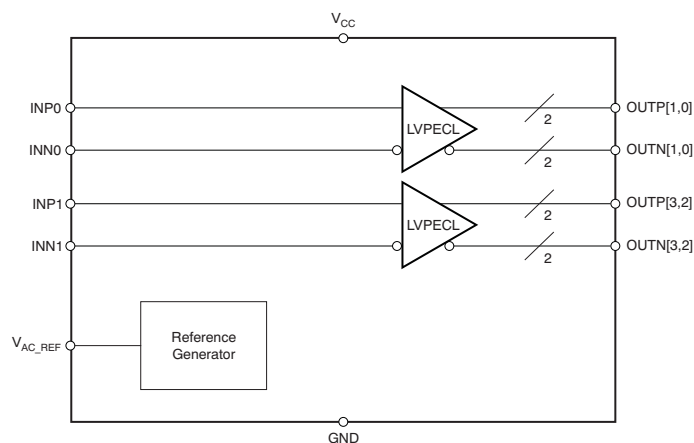 VCC
INP0
LVPECL
2
OUTP[1,0]
INN0
2
OUTN[1,0]
INP1
LVPECL
2
OUTP[3,2]
INN1
2
OUTN[3,2]
VAC_REF
Reference
Generator
GND